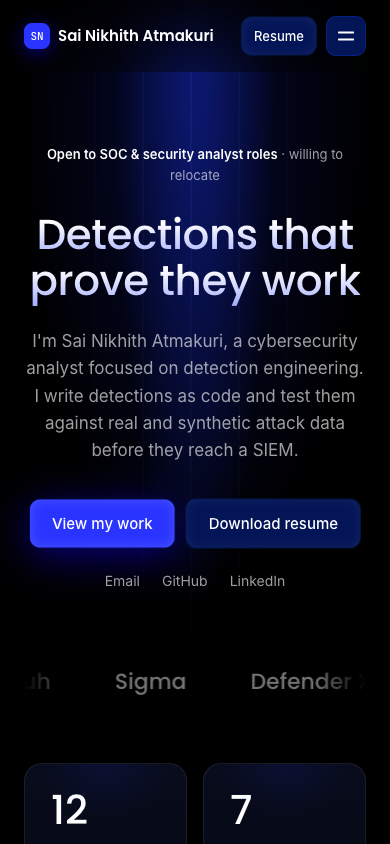 SN Sai Nikhith Atmakuri Resume
Open to SOC & security analyst roles · willing to
relocate
Detections that
prove they work
I'm Sai Nikhith Atmakuri, a cybersecurity
analyst focused on detection engineering.
I write detections as code and test them
against real and synthetic attack data
before they reach a SIEM.
View my work Download resume
Email GitHub LinkedIn
Sigma Defender
12 7